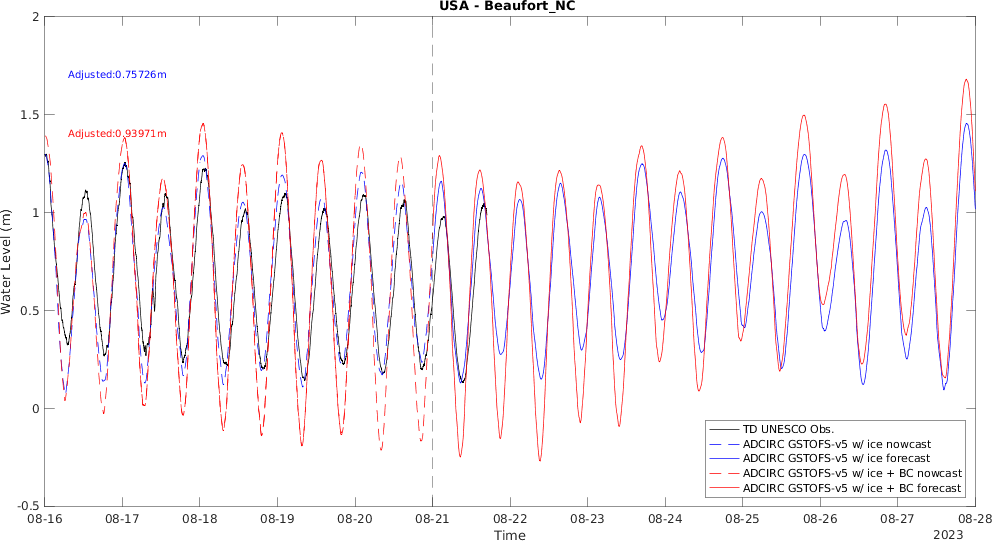 USA - Beaufort_NC
2
1.5
1
0.5
0
-0.5
Water Level (m)
Adjusted:0.75726m
Adjusted:0.93971m
TD UNESCO Obs.
ADCIRC GSTOFS-v5 w/ ice nowcast
ADCIRC GSTOFS-v5 w/ ice forecast
ADCIRC GSTOFS-v5 w/ ice + BC nowcast
ADCIRC GSTOFS-v5 w/ ice + BC forecast
08-16 08-17 08-18 08-19 08-20 08-21 08-22 08-23 08-24 08-25 08-26 08-27 08-28
Time
2023